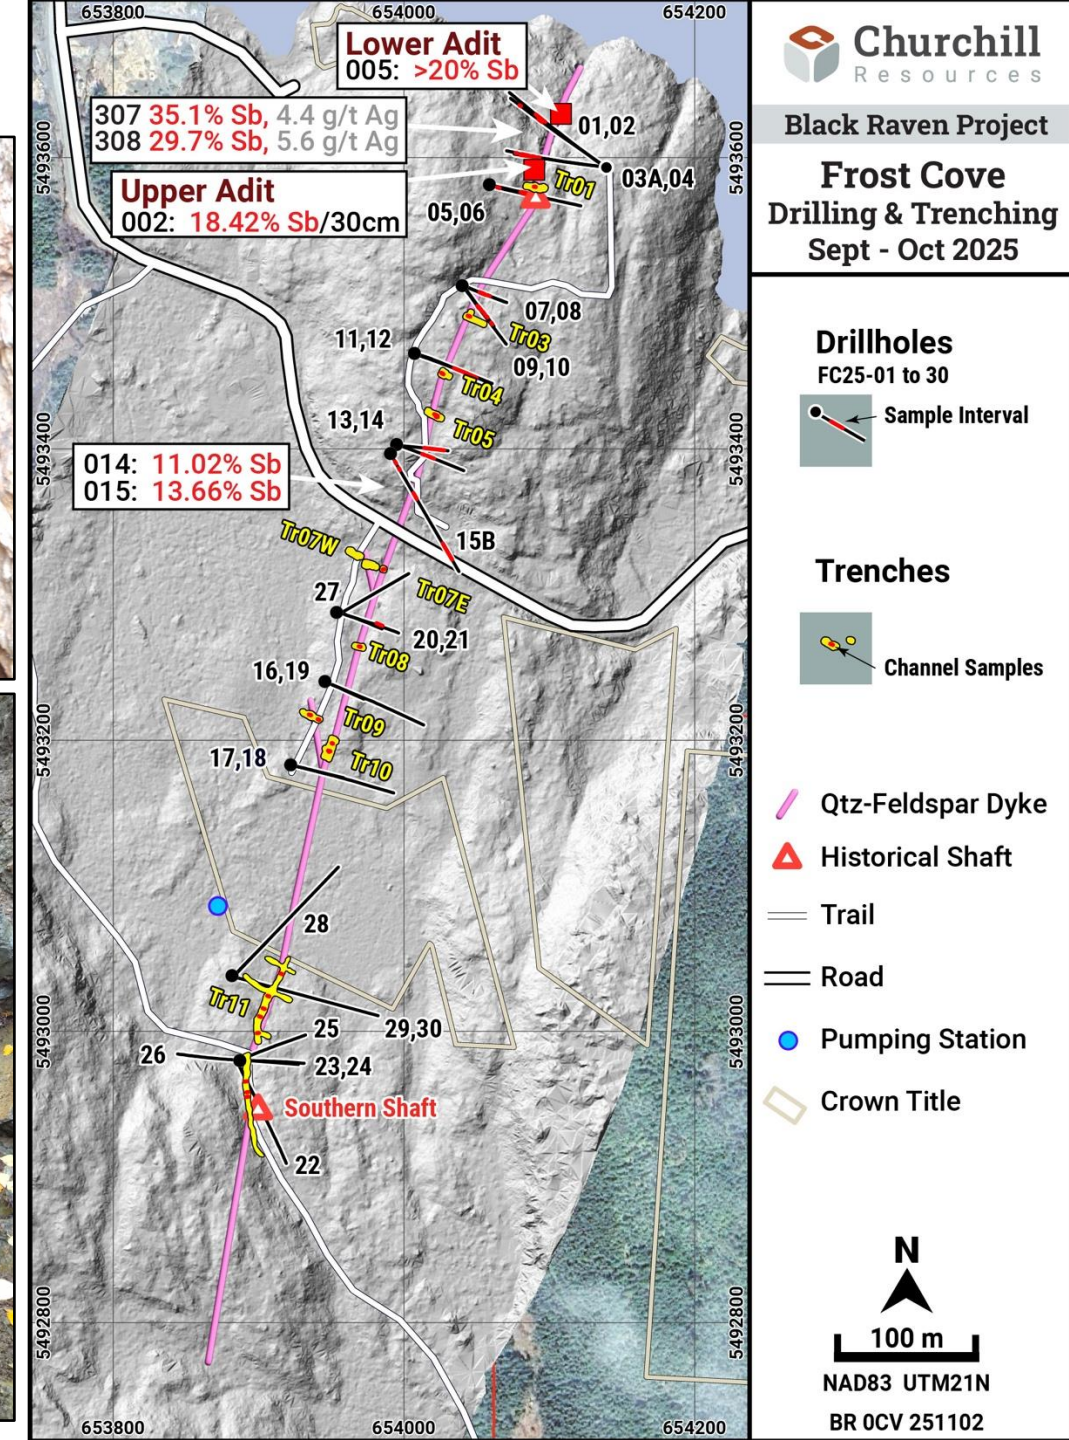 653800
654000
654200
Lower Adit
005: >20% Sb
307 35.1% Sb, 4.4 g/t Ag
308 29.7% Sb, 5.6 g/t Ag
Upper Adit
002: 18.42% Sb/30cm
01,02
03A,04
Tr01
05,06
07,08
Tr03
09,10
11,12
Tr04
13,14
Tr05
014: 11.02% Sb
015: 13.66% Sb
15B
Tr07W
Tr07E
27
20,21
Tr08
16,19
Tr09
17,18
Tr10
28
Tr11
29,30
25
26
23,24
Southern Shaft
22
5493600
5493400
5493200
5493000
5492800
5493600
5493400
5493200
5493000
5492800
653800
654000
654200
Churchill
Resources
Black Raven Project
Frost Cove
Drilling & Trenching
Sept - Oct 2025
Drillholes
FC25-01 to 30
Sample Interval
Trenches
Channel Samples
Qtz-Feldspar Dyke
Historical Shaft
Trail
Road
Pumping Station
Crown Title
N
100 m
NAD83 UTM21N
BR 0CV 251102